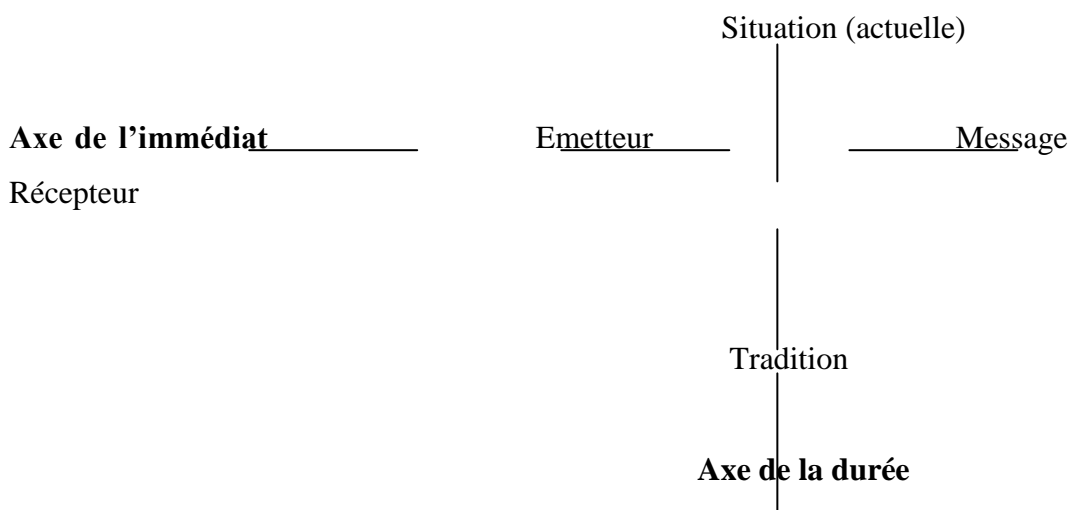 Situation (actuelle)
Axe de l’immédiat Emetteur Message
Récepteur
Tradition
Axe de la durée